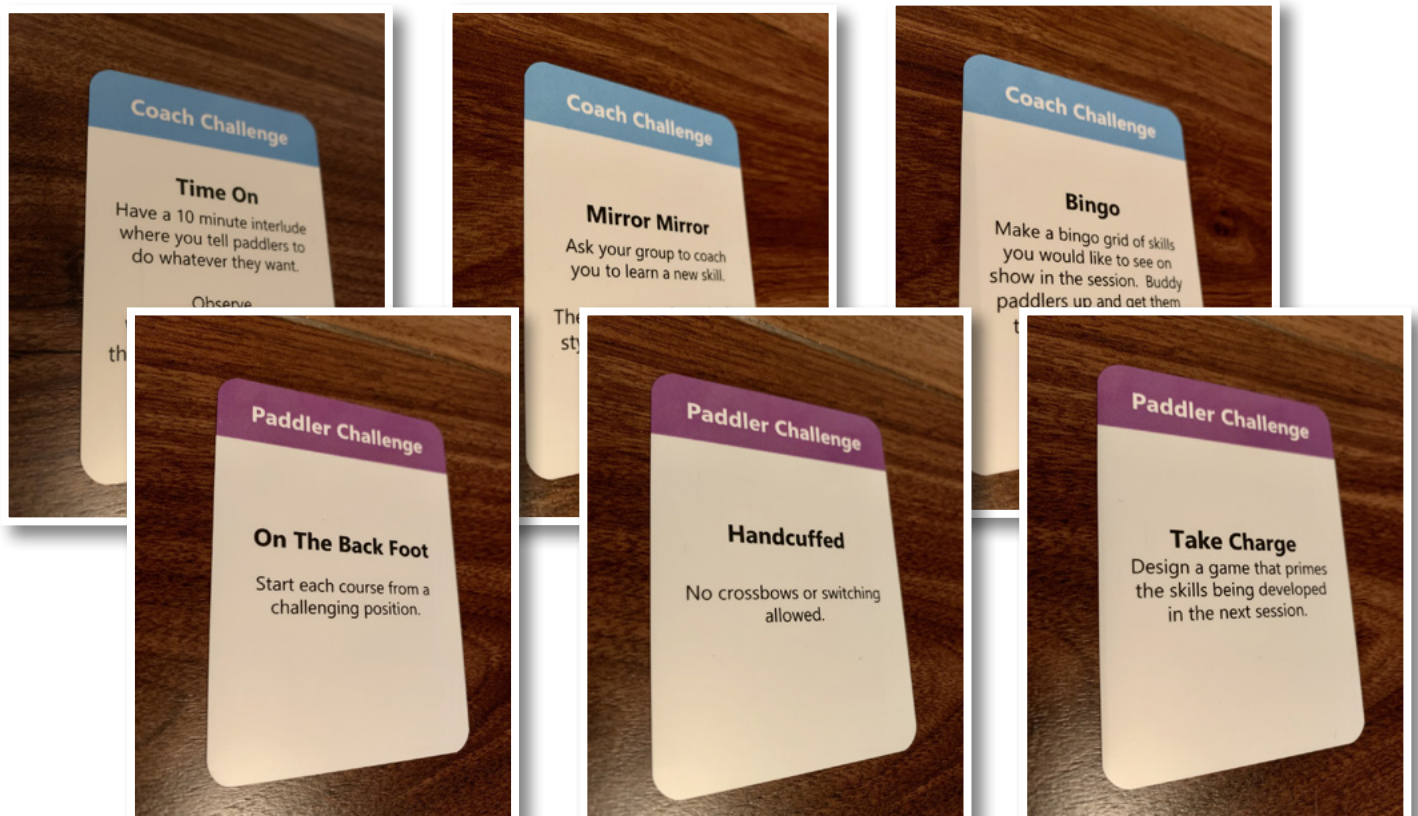 Coach Challenge
Time On
Have a 10 minute interlude
where you tell paddlers to
do whatever they want.
Observe
th
Coach Challenge
Mirror Mirror
Ask your group to coach
you to learn a new skill.
The
sty
Coach Challenge
Bingo
Make a bingo grid of skills
you would like to see on
show in the session. Buddy
paddlers up and get them
t
Paddler Challenge
On The Back Foot
Start each course from a
challenging position.
Paddler Challenge
Handcuffed
No crossbows or switching
allowed.
Paddler Challenge
Take Charge
Design a game that primes
the skills being developed
in the next session.